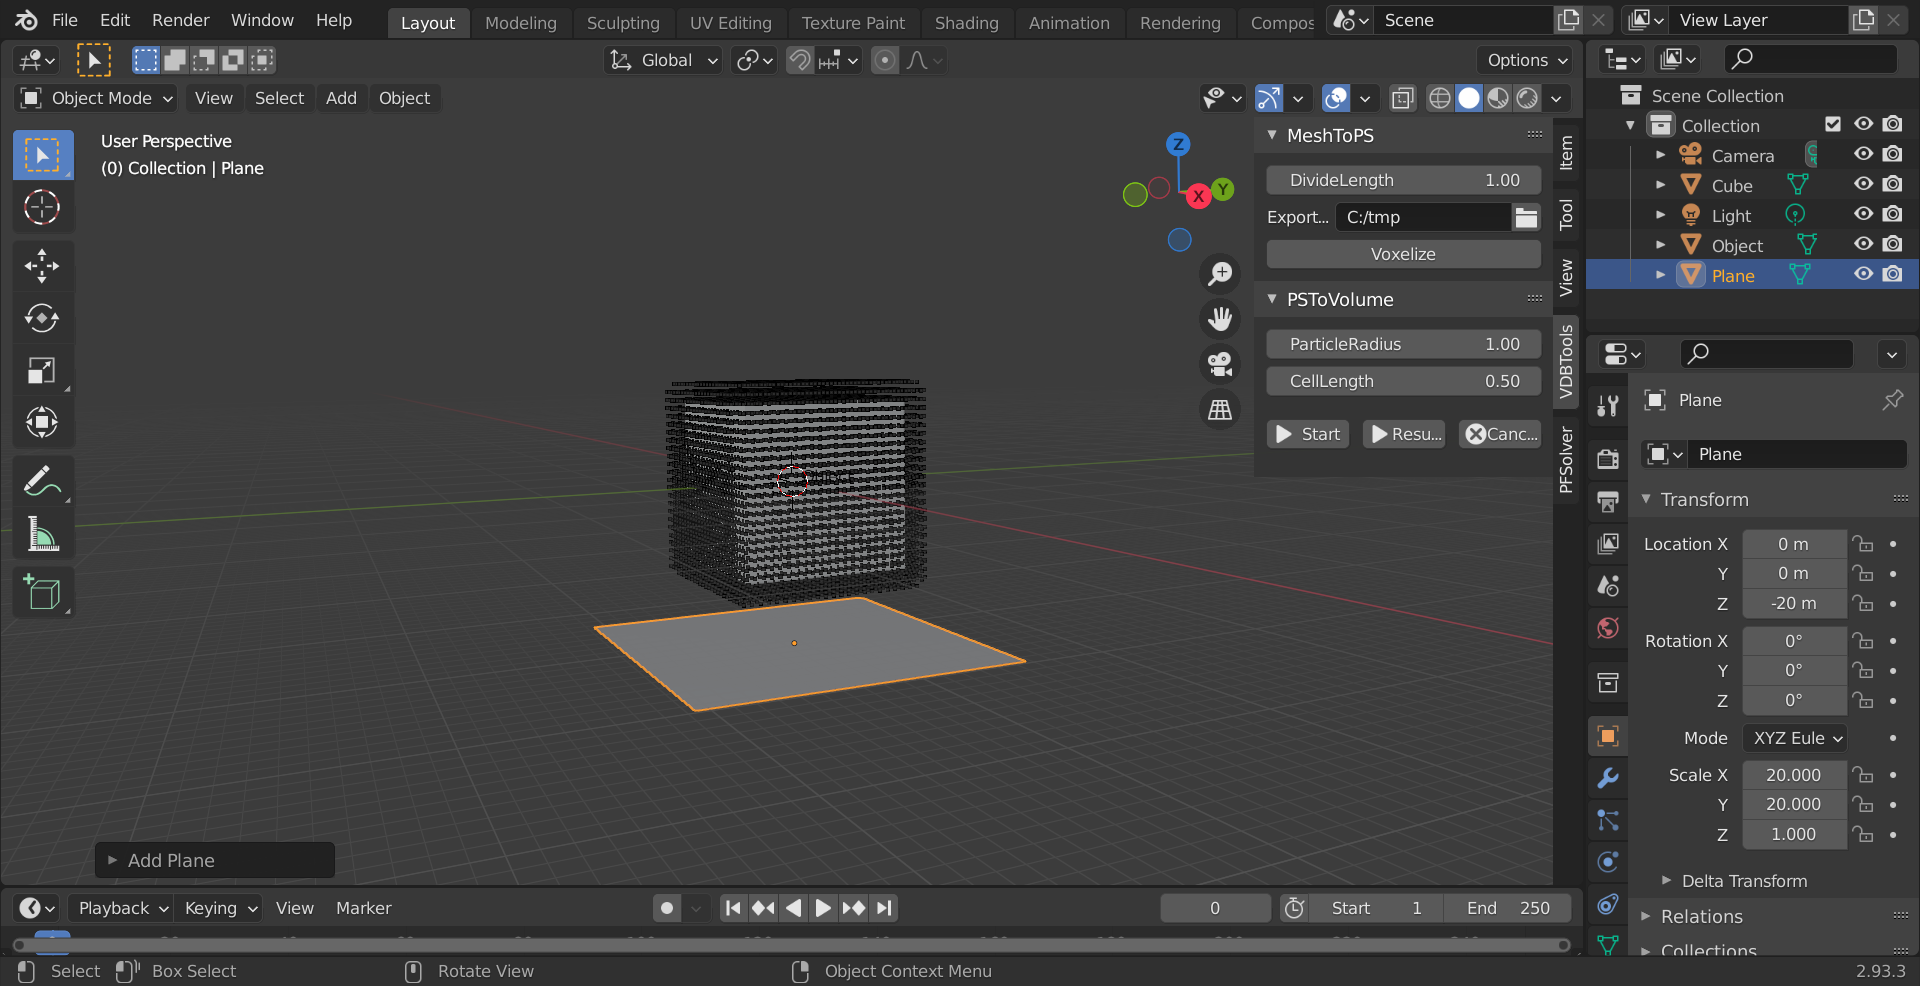 File Edit Render Window Help Layout Modeling Sculpting UV Editing Texture Paint Shading Animation Rendering Compos Scene View Layer
Global Options
Object Mode View Select Add Object
User Perspective
(0) Collection | Plane
Z
X
Y
MeshToPS
DivideLength 1.00
Export... C:/tmp
Voxelize
PSToVolume
ParticleRadius 1.00
CellLength 0.50
Start Resu... Canc...
Item
Tool
View
VDBTools
PFSolver
Scene Collection
Collection
Camera
Cube
Light
Object
Plane
Plane
Plane
Transform
Location X 0 m
Y 0 m
Z -20 m
Rotation X 0°
Y 0°
Z 0°
Mode XYZ Eule
Scale X 20.000
Y 20.000
Z 1.000
Delta Transform
Relations
Collections
Add Plane
Playback Keying View Marker 0 Start 1 End 250
Select Box Select Rotate View Object Context Menu 2.93.3